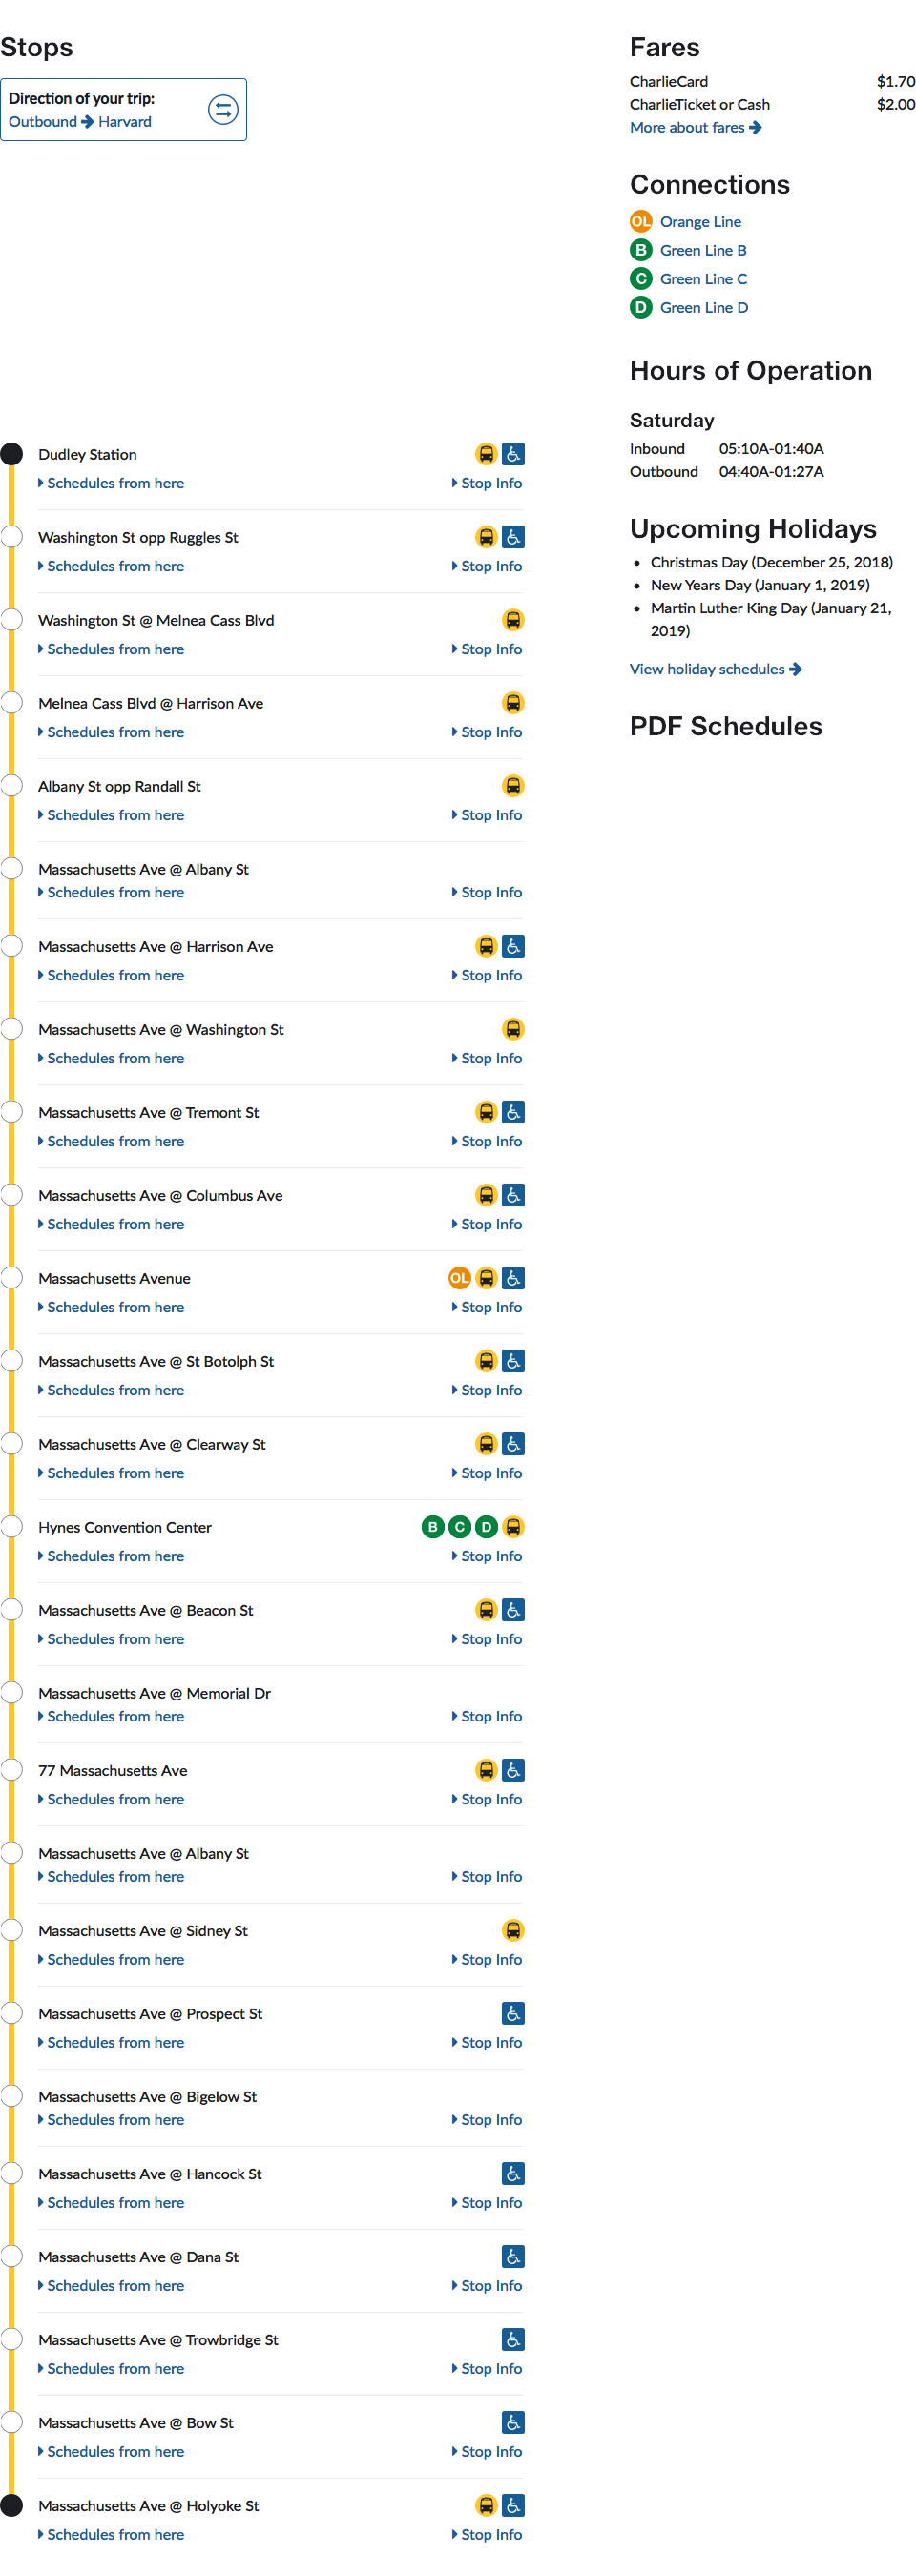 Stops
Direction of your trip:
Outbound Harvard
Dudley Station
Schedules from here Stop Info
Washington St opp Ruggles St
Schedules from here Stop Info
Washington St @ Melnea Cass Blvd
Schedules from here Stop Info
Melnea Cass Blvd @ Harrison Ave
Schedules from here Stop Info
Albany St opp Randall St
Schedules from here Stop Info
Massachusetts Ave @ Albany St
Schedules from here Stop Info
Massachusetts Ave @ Harrison Ave
Schedules from here Stop Info
Massachusetts Ave @ Washington St
Schedules from here Stop Info
Massachusetts Ave @ Tremont St
Schedules from here Stop Info
Massachusetts Ave @ Columbus Ave
Schedules from here Stop Info
Massachusetts Avenue OL
Schedules from here Stop Info
Massachusetts Ave @ St Botolph St
Schedules from here Stop Info
Massachusetts Ave @ Clearway St
Schedules from here Stop Info
Hynes Convention Center B C D
Schedules from here Stop Info
Massachusetts Ave @ Beacon St
Schedules from here Stop Info
Massachusetts Ave @ Memorial Dr
Schedules from here Stop Info
77 Massachusetts Ave
Schedules from here Stop Info
Massachusetts Ave @ Albany St
Schedules from here Stop Info
Massachusetts Ave @ Sidney St
Schedules from here Stop Info
Massachusetts Ave @ Prospect St
Schedules from here Stop Info
Massachusetts Ave @ Bigelow St
Schedules from here Stop Info
Massachusetts Ave @ Hancock St
Schedules from here Stop Info
Massachusetts Ave @ Dana St
Schedules from here Stop Info
Massachusetts Ave @ Trowbridge St
Schedules from here Stop Info
Massachusetts Ave @ Bow St
Schedules from here Stop Info
Massachusetts Ave @ Holyoke St
Schedules from here Stop Info
Fares
CharlieCard $1.70
CharlieTicket or Cash $2.00
More about fares
Connections
OL Orange Line
B Green Line B
C Green Line C
D Green Line D
Hours of Operation
Saturday
Inbound 05:10A-01:40A
Outbound 04:40A-01:27A
Upcoming Holidays
• Christmas Day (December 25, 2018)
• New Years Day (January 1, 2019)
• Martin Luther King Day (January 21,
2019)
View holiday schedules
PDF Schedules